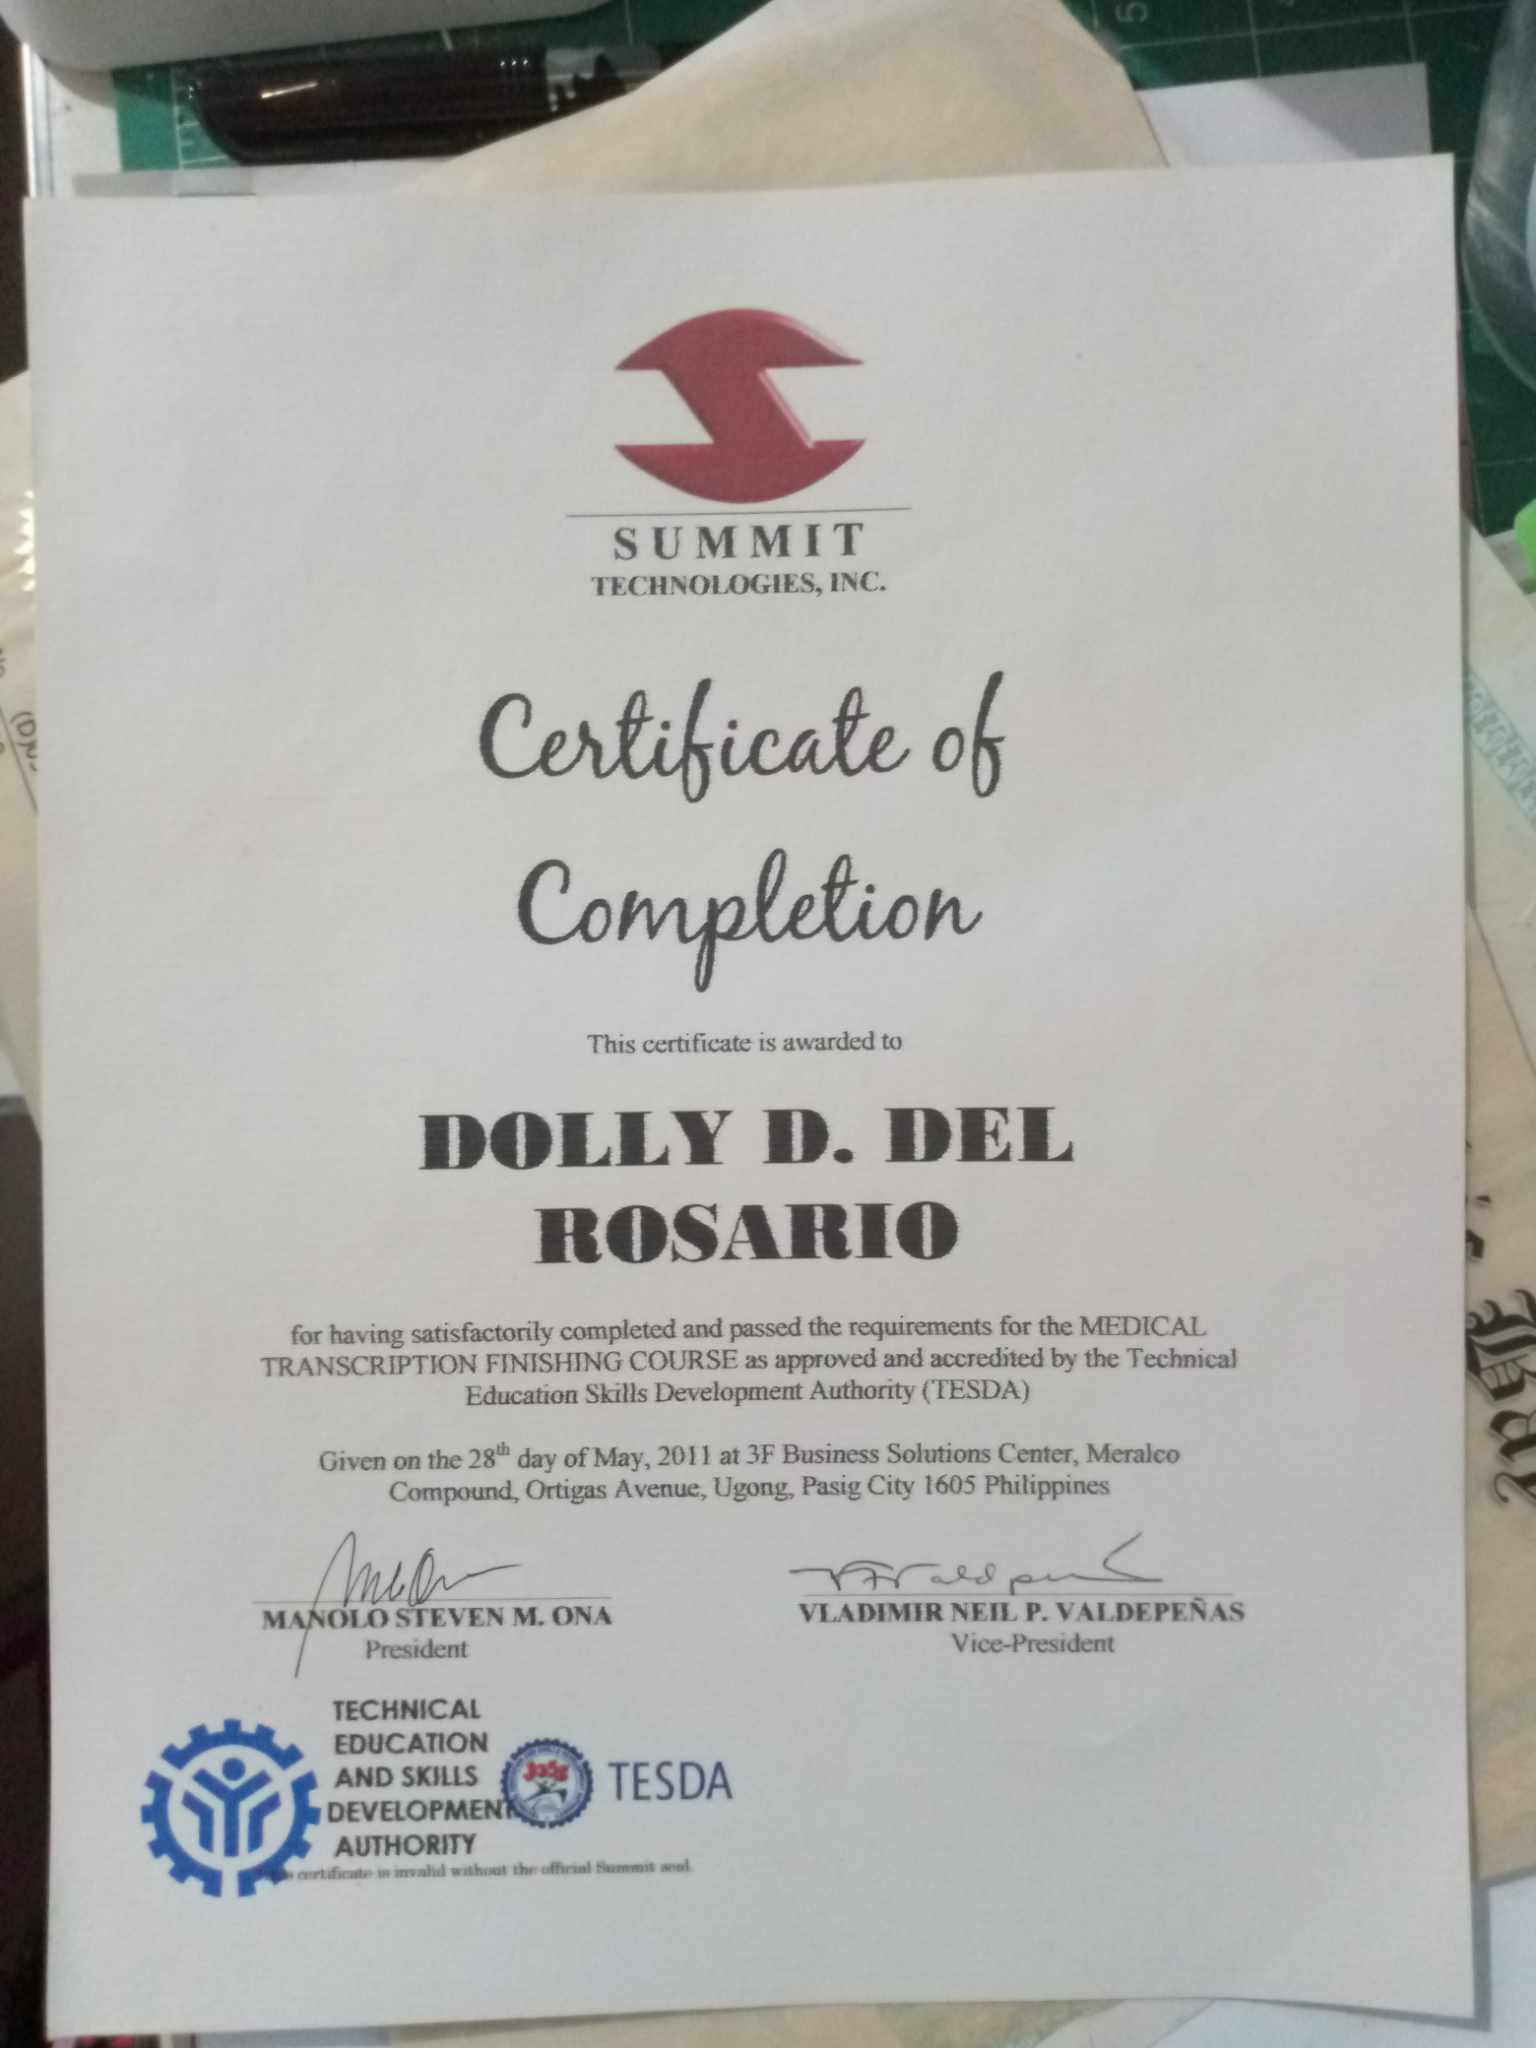 SUMMIT
TECHNOLOGIES, INC.
Certificate of
Completion
This certificate is awarded to
DOLLY D. DEL
ROSARIO
for having satisfactorily completed and passed the requirements for the MEDICAL
TRANSCRIPTION FINISHING COURSE as approved and accredited by the Technical
Education Skills Development Authority (TESDA)
Given on the 28th day of May, 2011 at 3F Business Solutions Center, Meralco
Compound, Ortigas Avenue, Ugong, Pasig City 1605 Philippines
MANOLO STEVEN M. ONA
President
VLADIMIR NEIL P. VALDEPEÑAS
Vice-President
TECHNICAL
EDUCATION
AND SKILLS
DEVELOPMENT
AUTHORITY
TESDA
certificate is invalid without the official Summit seal.
5